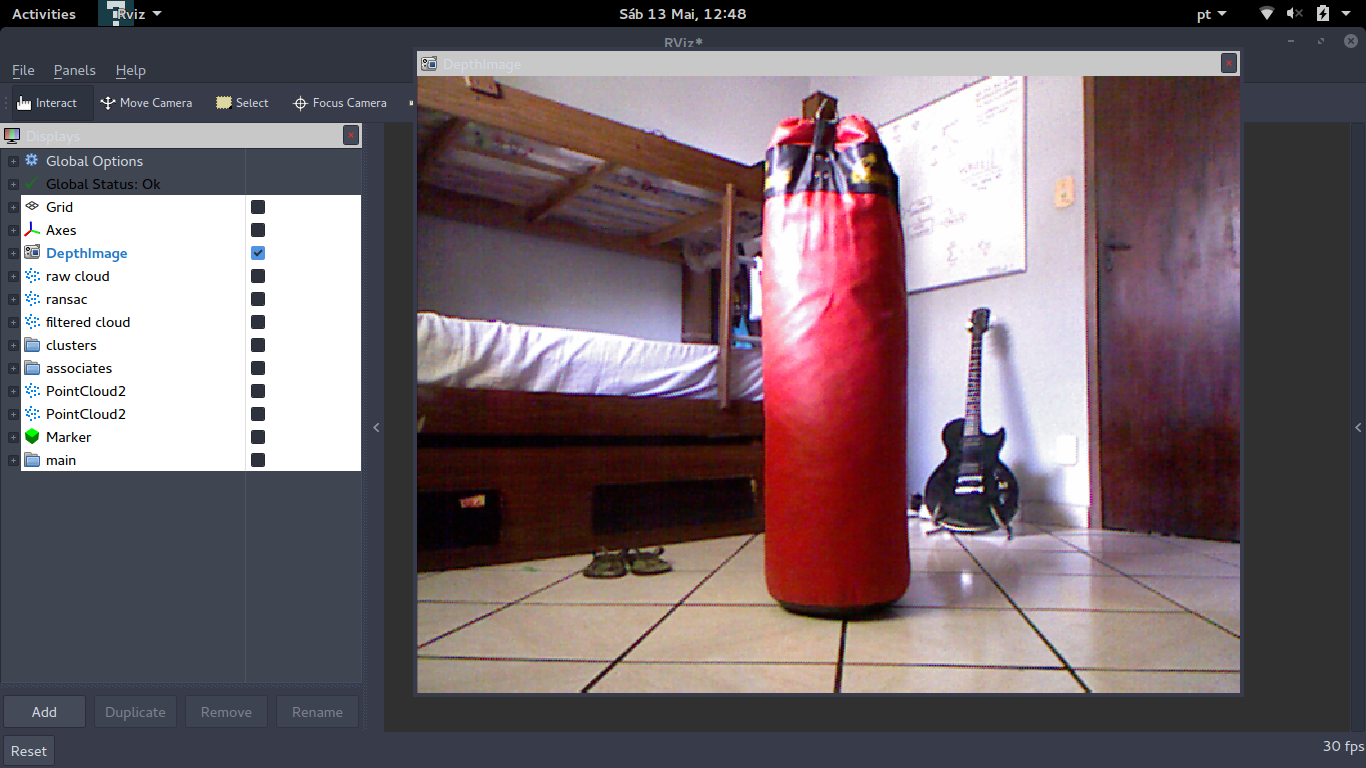 Activities Rviz Sáb 13 Mai, 12:48 pt
RViz*
File Panels Help
Interact Move Camera Select Focus Camera
DepthImage
Displays
Global Options
Global Status: Ok
Grid
Axes
DepthImage
raw cloud
ransac
filtered cloud
clusters
associates
PointCloud2
PointCloud2
Marker
main
Add Duplicate Remove Rename
Reset 30 fps